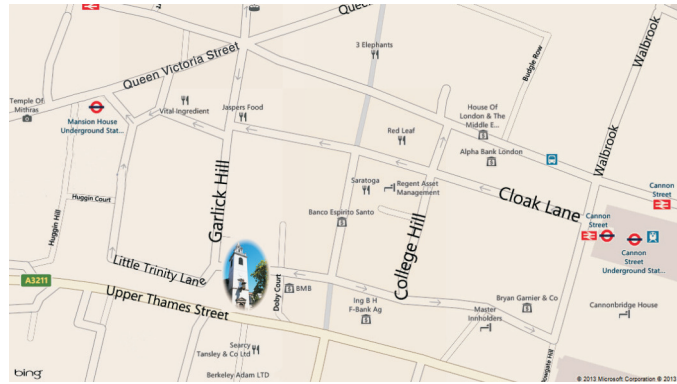 Queen
3 Elephants
Walbrook
Queen Victoria Street
Budgie Row
Temple Of
Mithras
Mansion House
Underground Stat...
Vital Ingredient
Jaspers Food
Red Leaf
House Of
London & The
Middle E...
Alpha Bank London
Walbrook
Saratoga
Regent Asset
Management
Cannon
Street
Huggin Court
Huggin Hill
Garlick Hill
Banco Espirito Santo
College Hill
Cloak Lane
Cannon
Street
Cannon
Street
Underground Stat...
Little Trinity Lane
A3211
Upper Thames Street
Doby Court
BMB
Ing B H
F-Bank Ag
Bryan Garnier & Co
Master
Innholders
Cannonbridge House
Searcy
Tansley & Co Ltd
Berkeley Adam LTD
bing
© 2013 Microsoft Corporation © 2013